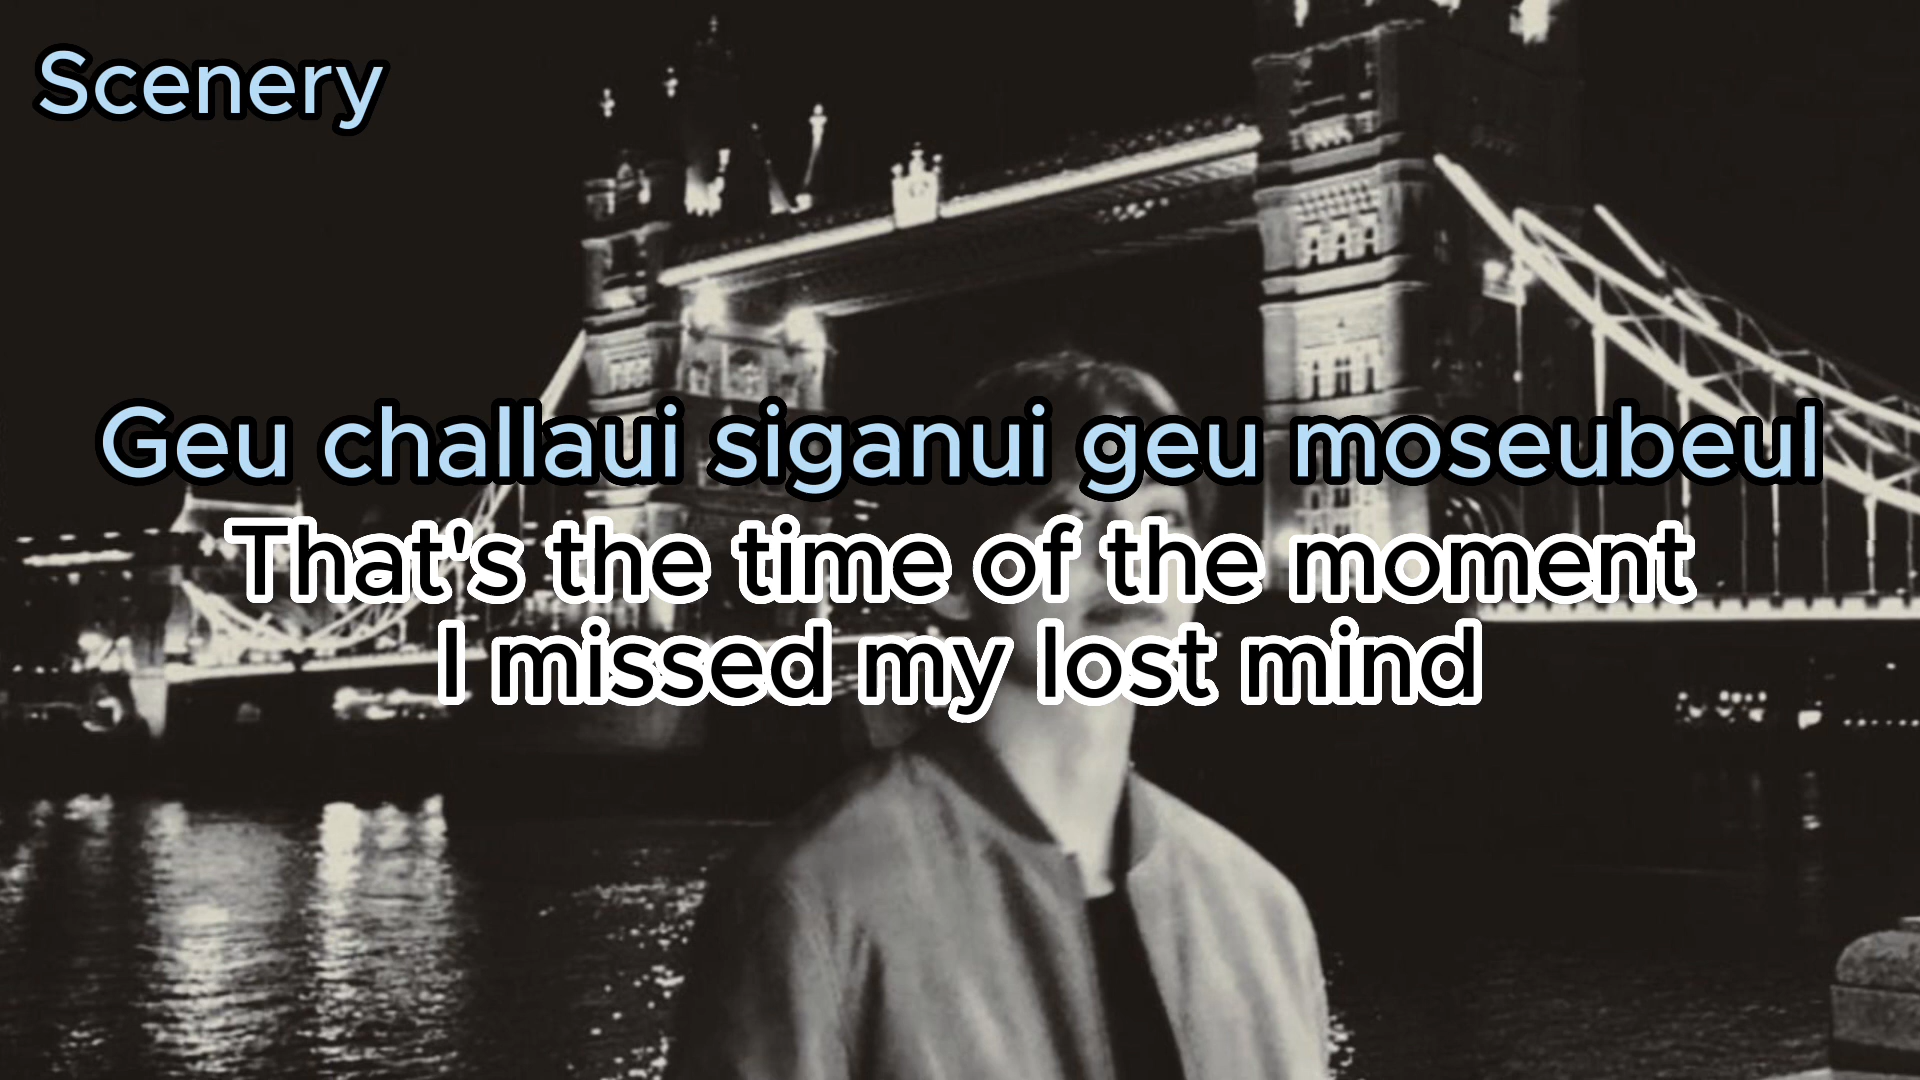 Scenery
Geu challaui siganui geu moseubeul
That's the time of the moment
I missed my lost mind